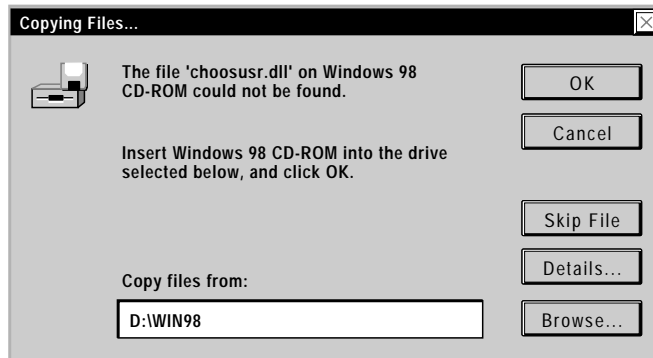 Copying Files...
The file 'choosusr.dll' on Windows 98
CD-ROM could not be found.
Insert Windows 98 CD-ROM into the drive
selected below, and click OK.
Copy files from:
D:\WIN98
OK
Cancel
Skip File
Details...
Browse...